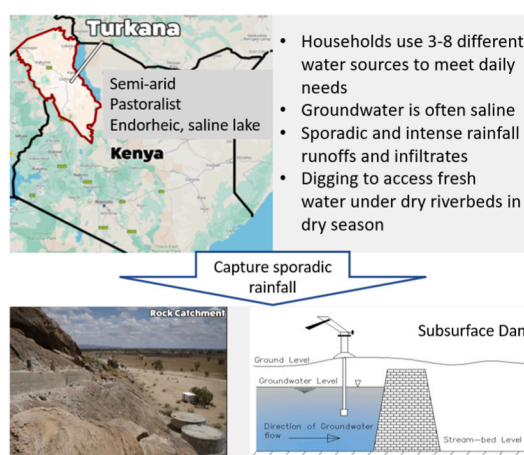 Turkana
Semi-arid
Pastoralist
Endorheic, saline lake
Kenya
• Households use 3-8 different
water sources to meet daily
needs
• Groundwater is often saline
• Sporadic and intense rainfall
runoffs and infiltrates
• Digging to access fresh
water under dry riverbeds in
dry season
Capture sporadic
rainfall
Rock Catchment
Subsurface Dam
Ground Level
Groundwater Level
Direction of Groundwater
flow
Stream-bed Level